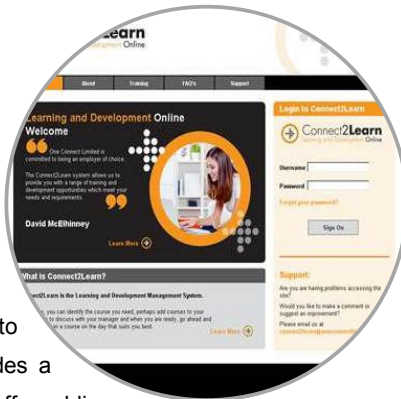 2Learn
Online
About Training FAQ's Support
Learning and Development Online
Welcome
One Connect Limited is
committed to being an employer of choice.
The Connect2Learn system allows us to
provide you with a range of training and
development opportunities which meet your
needs and requirements.
David McElhinney
Learn More
Login to Connect2Learn
Connect2Learn
Learning and Development Online
Username
Password
Forgot your password?
Sign On
What is Connect2Learn?
Connect2Learn is the Learning and Development Management System.
you can identify the course you need, perhaps add courses to your
to discuss with your manager and when you are ready, go ahead and
on a course on the day that suits you best.
Learn More
Support:
Are you are having problems accessing the
site?
Would you like to make a comment or
suggest an improvement?
Please email us at
to
des a